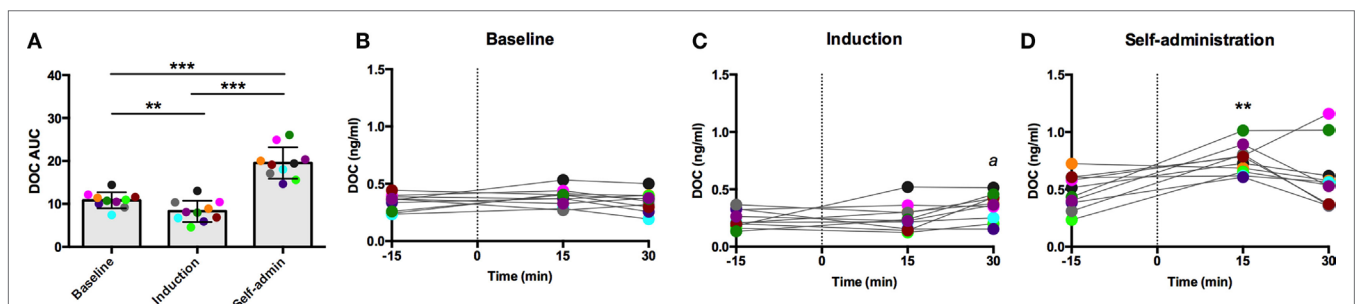 A
DOC AUC
40
30
20
10
0
***
***
**
Baseline
Induction
Self-admin
B
Baseline
DOC (ng/ml)
1.5
1.0
0.5
0.0
-15
0
15
30
Time (min)
C
Induction
DOC (ng/ml)
1.5
1.0
0.5
0.0
a
-15
0
15
30
Time (min)
D
Self-administration
DOC (ng/ml)
1.5
1.0
0.5
0.0
**
-15
0
15
30
Time (min)